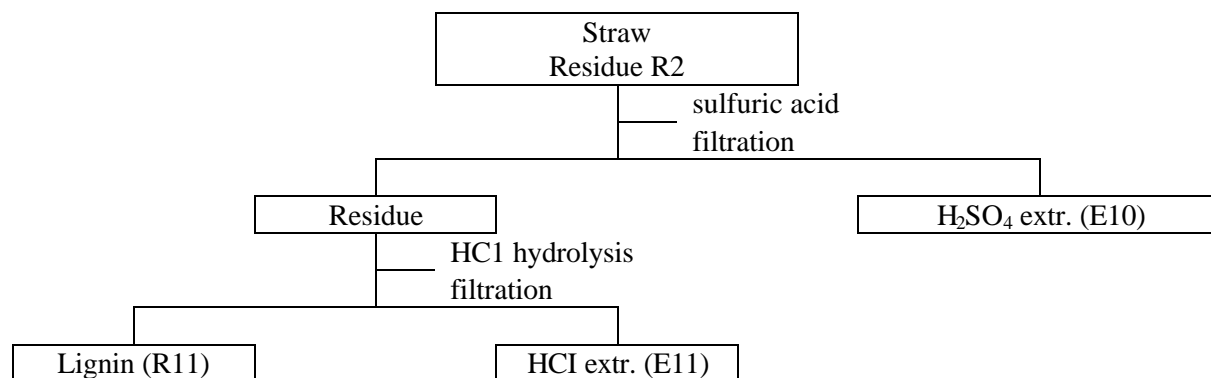 Straw
Residue R2
sulfuric acid
filtration
Residue
H₂SO₄ extr. (E10)
HC1 hydrolysis
filtration
Lignin (R11)
HCI extr. (E11)